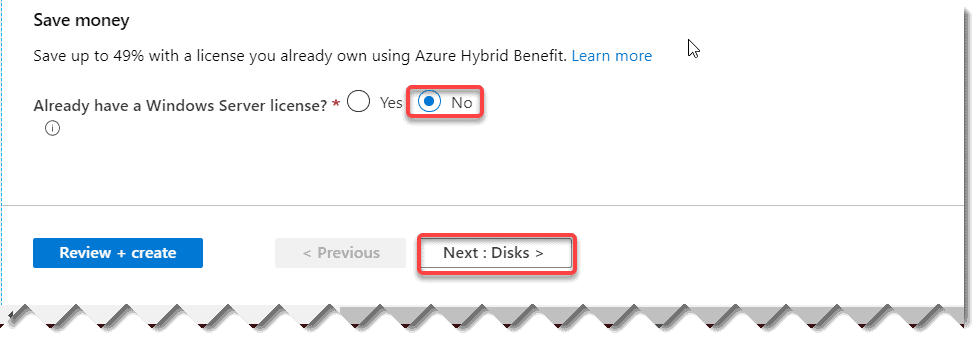 Save money
Save up to 49% with a license you already own using Azure Hybrid Benefit. Learn more
Already have a Windows Server license? * Yes No
Review + create < Previous Next : Disks >